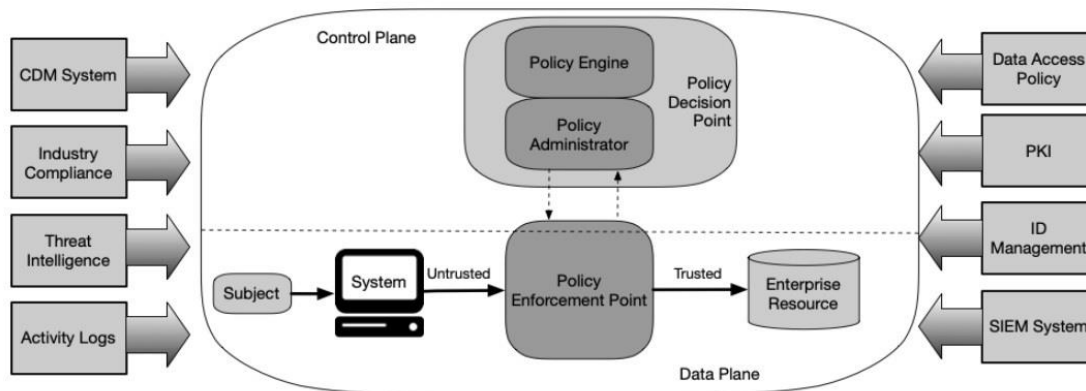 Control Plane
CDM System
Industry
Compliance
Threat
Intelligence
Activity Logs
Policy Engine
Policy
Administrator
Policy
Decision
Point
Subject
System
Untrusted
Policy
Enforcement Point
Trusted
Enterprise
Resource
Data Plane
Data Access
Policy
PKI
ID
Management
SIEM System